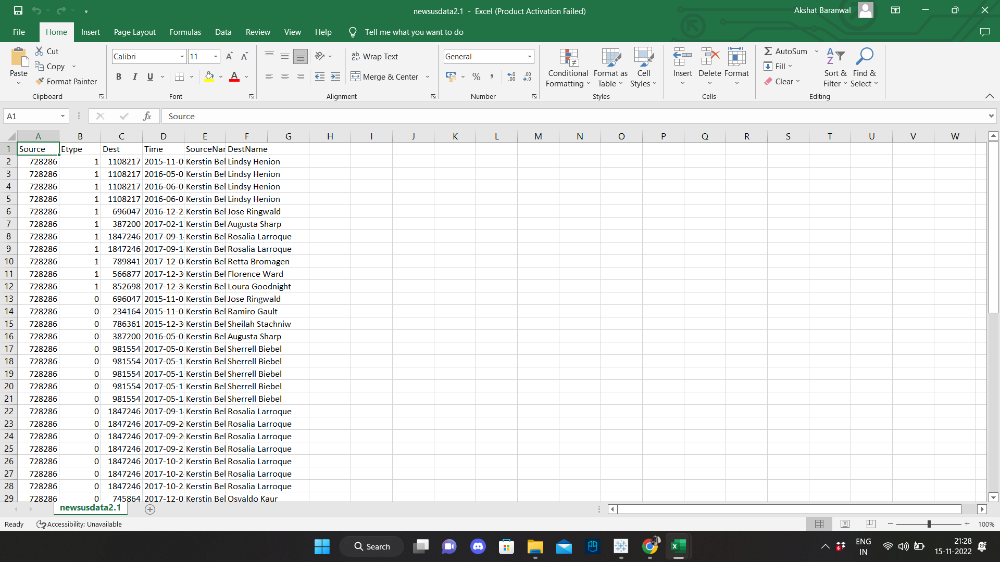 newsusdata2.1 - Excel (Product Activation Failed)
Akshat Baranwal
File Home Insert Page Layout Formulas Data Review View Help Tell me what you want to do
Paste
Cut
Copy
Format Painter
Clipboard
Calibri 11
B I U
Font
Wrap Text
Merge & Center
Alignment
General
Number
Conditional Formatting
Format as Table
Cell Styles
Styles
Insert Delete Format
Cells
AutoSum
Fill
Clear
Sort & Filter
Find & Select
Editing
A1 fx Source
A B C D E F G H I J K L M N O P Q R S T U V W
1 Source Etype Dest Time SourceNar DestName
2 728286 1 1108217 2015-11-0 Kerstin Bel Lindsy Henion
3 728286 1 1108217 2016-05-0 Kerstin Bel Lindsy Henion
4 728286 1 1108217 2016-06-0 Kerstin Bel Lindsy Henion
5 728286 1 1108217 2016-06-0 Kerstin Bel Lindsy Henion
6 728286 1 696047 2016-12-2 Kerstin Bel Jose Ringwald
7 728286 1 387200 2017-02-1 Kerstin Bel Augusta Sharp
8 728286 1 1847246 2017-09-1 Kerstin Bel Rosalia Larroque
9 728286 1 1847246 2017-09-1 Kerstin Bel Rosalia Larroque
10 728286 1 789841 2017-12-0 Kerstin Bel Retta Bromagen
11 728286 1 566877 2017-12-3 Kerstin Bel Florence Ward
12 728286 1 852698 2017-12-3 Kerstin Bel Loura Goodnight
13 728286 0 696047 2015-11-0 Kerstin Bel Jose Ringwald
14 728286 0 234164 2015-11-0 Kerstin Bel Ramiro Gault
15 728286 0 786361 2015-12-3 Kerstin Bel Sheilah Stachniw
16 728286 0 387200 2016-05-0 Kerstin Bel Augusta Sharp
17 728286 0 981554 2017-05-0 Kerstin Bel Sherrell Biebel
18 728286 0 981554 2017-05-1 Kerstin Bel Sherrell Biebel
19 728286 0 981554 2017-05-1 Kerstin Bel Sherrell Biebel
20 728286 0 981554 2017-05-1 Kerstin Bel Sherrell Biebel
21 728286 0 981554 2017-05-1 Kerstin Bel Sherrell Biebel
22 728286 0 1847246 2017-09-1 Kerstin Bel Rosalia Larroque
23 728286 0 1847246 2017-09-2 Kerstin Bel Rosalia Larroque
24 728286 0 1847246 2017-09-2 Kerstin Bel Rosalia Larroque
25 728286 0 1847246 2017-09-2 Kerstin Bel Rosalia Larroque
26 728286 0 1847246 2017-10-2 Kerstin Bel Rosalia Larroque
27 728286 0 1847246 2017-10-2 Kerstin Bel Rosalia Larroque
28 728286 0 1847246 2017-10-2 Kerstin Bel Rosalia Larroque
29 728286 0 745864 2017-12-0 Kerstin Bel Osvaldo Kaur
newsusdata2.1
Ready Accessibility: Unavailable 100%
Search
ENG
IN
21:28
15-11-2022